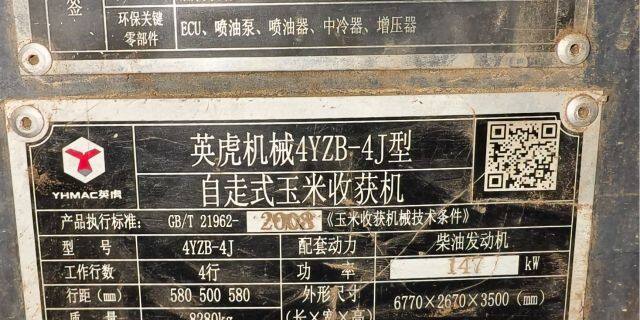 签
环保关键
零部件
ECU、喷油泵、喷油器、中冷器、增压器
英虎机械4YZB-4J型
自走式玉米收获机
YHMAC英虎
产品执行标准: GB/T 21962-2008《玉米收获机械技术条件》
型 号 4YZB-4J 配套动力 柴油发动机
工作行数 4行 功 率 147 kW
行距(mm) 580 500 580 外形尺寸 6770×2670×3500(mm)
质 量 8280kg (长×宽×高)